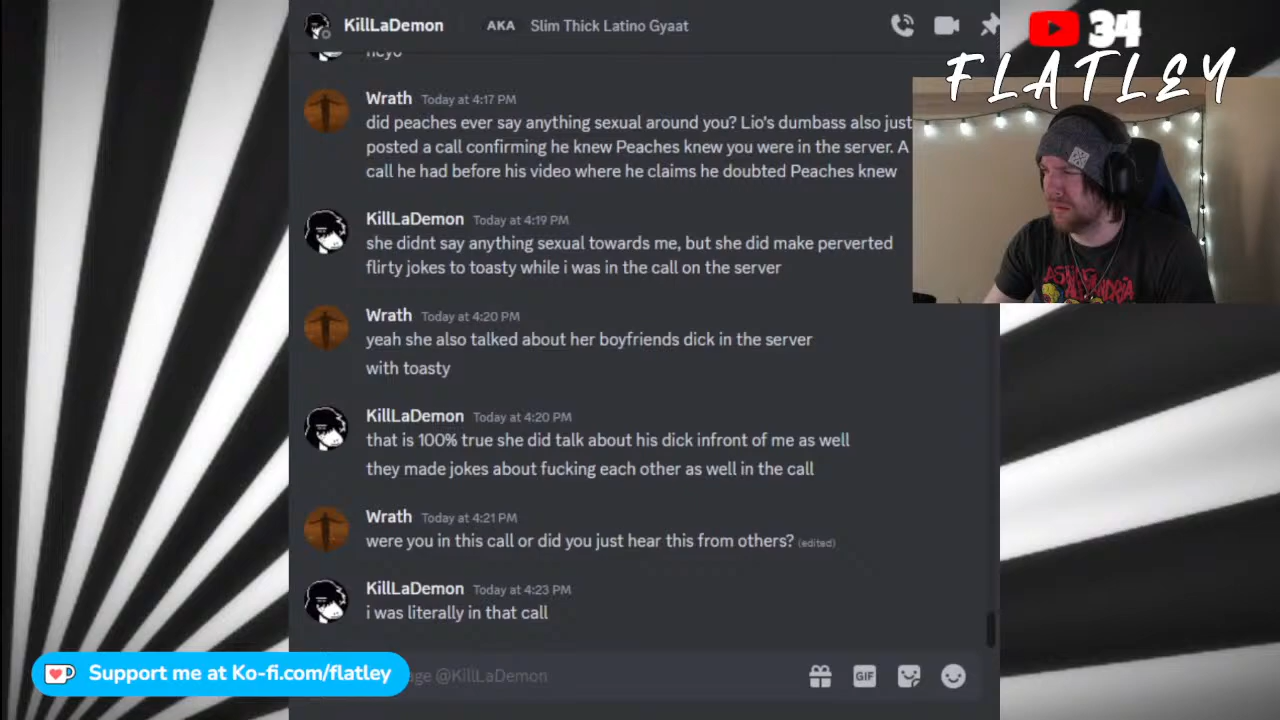 KillLaDemon AKA Slim Thick Latino Gyaat
34
FLATLEY
heyo
Wrath Today at 4:17 PM
did peaches ever say anything sexual around you? Lio's dumbass also just
posted a call confirming he knew Peaches knew you were in the server. A
call he had before his video where he claims he doubted Peaches knew
KillLaDemon Today at 4:19 PM
she didnt say anything sexual towards me, but she did make perverted
flirty jokes to toasty while i was in the call on the server
Wrath Today at 4:20 PM
yeah she also talked about her boyfriends dick in the server
with toasty
KillLaDemon Today at 4:20 PM
that is 100% true she did talk about his dick infront of me as well
they made jokes about fucking each other as well in the call
Wrath Today at 4:21 PM
were you in this call or did you just hear this from others? (edited)
KillLaDemon Today at 4:23 PM
i was literally in that call
Support me at Ko-fi.com/flatley
age @KillLaDemon
GIF